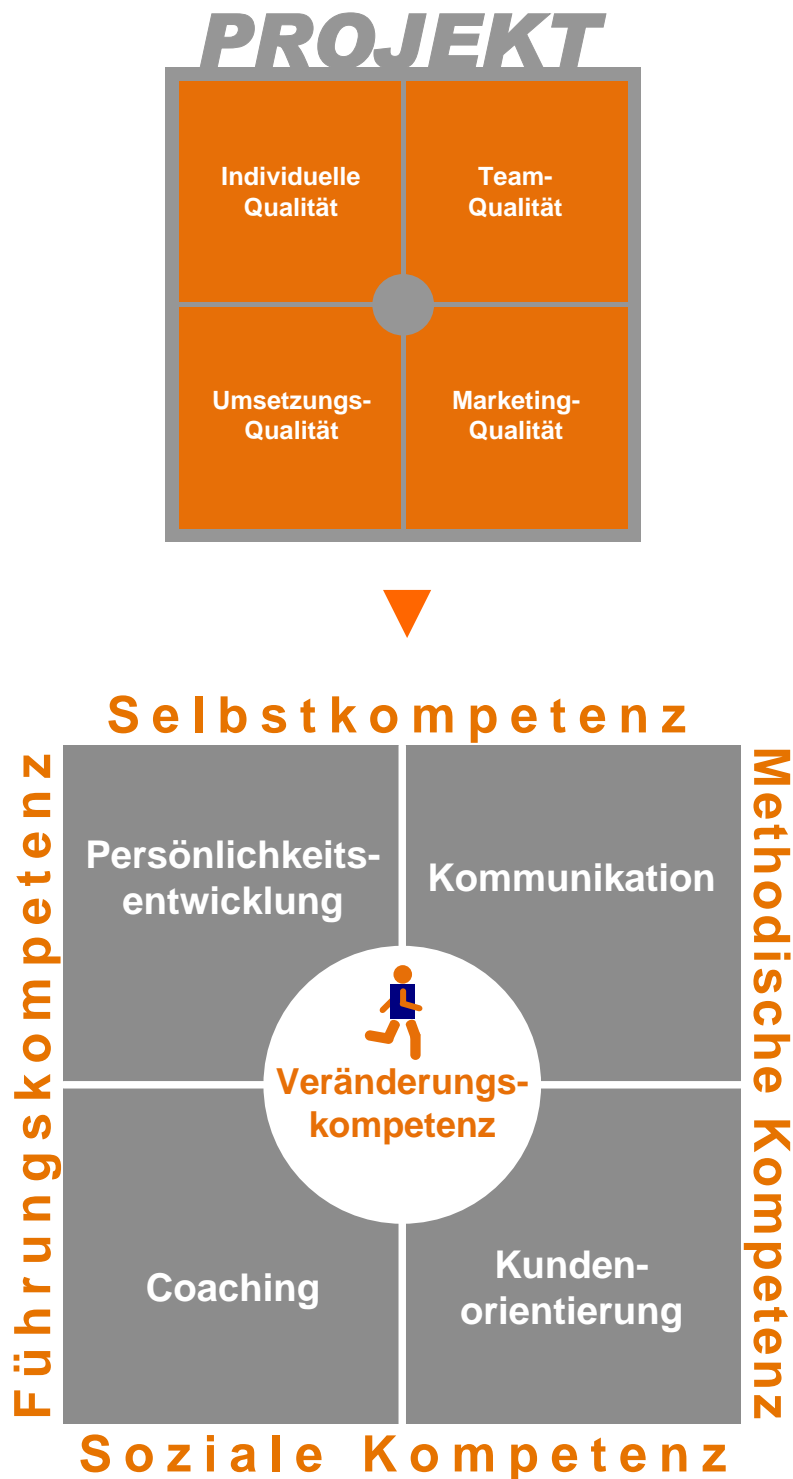 PROJEKT
Individuelle
Qualität
Team-
Qualität
Umsetzungs-
Qualität
Marketing-
Qualität
Selbstkompetenz
Führungskompetenz
Methodische Kompetenz
Persönlichkeits-
entwicklung
Kommunikation
Veränderungs-
kompetenz
Coaching
Kunden-
orientierung
Soziale Kompetenz